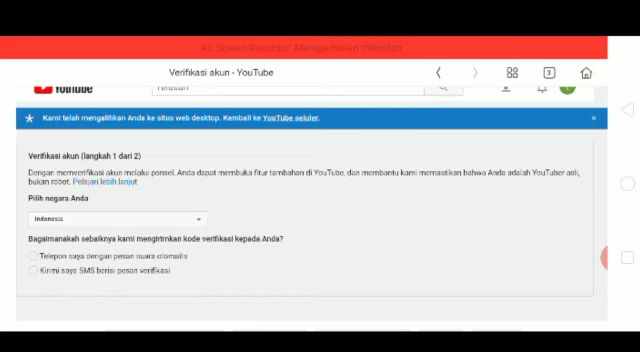 'AZ Screen Recorder' Menggunakan mikrofon
Verifikasi akun - YouTube
3
YouTube
Telusuri
Kami telah mengalihkan Anda ke situs web desktop. Kembali ke YouTube seluler.
Verifikasi akun (langkah 1 dari 2)
Dengan memverifikasi akun melalui ponsel, Anda dapat membuka fitur tambahan di YouTube, dan membantu kami memastikan bahwa Anda adalah YouTuber asli,
bukan robot. Pelajari lebih lanjut
Pilih negara Anda
Indonesia
Bagaimanakah sebaiknya kami mengirimkan kode verifikasi kepada Anda?
Telepon saya dengan pesan suara otomatis
Kirimi saya SMS berisi pesan verifikasi